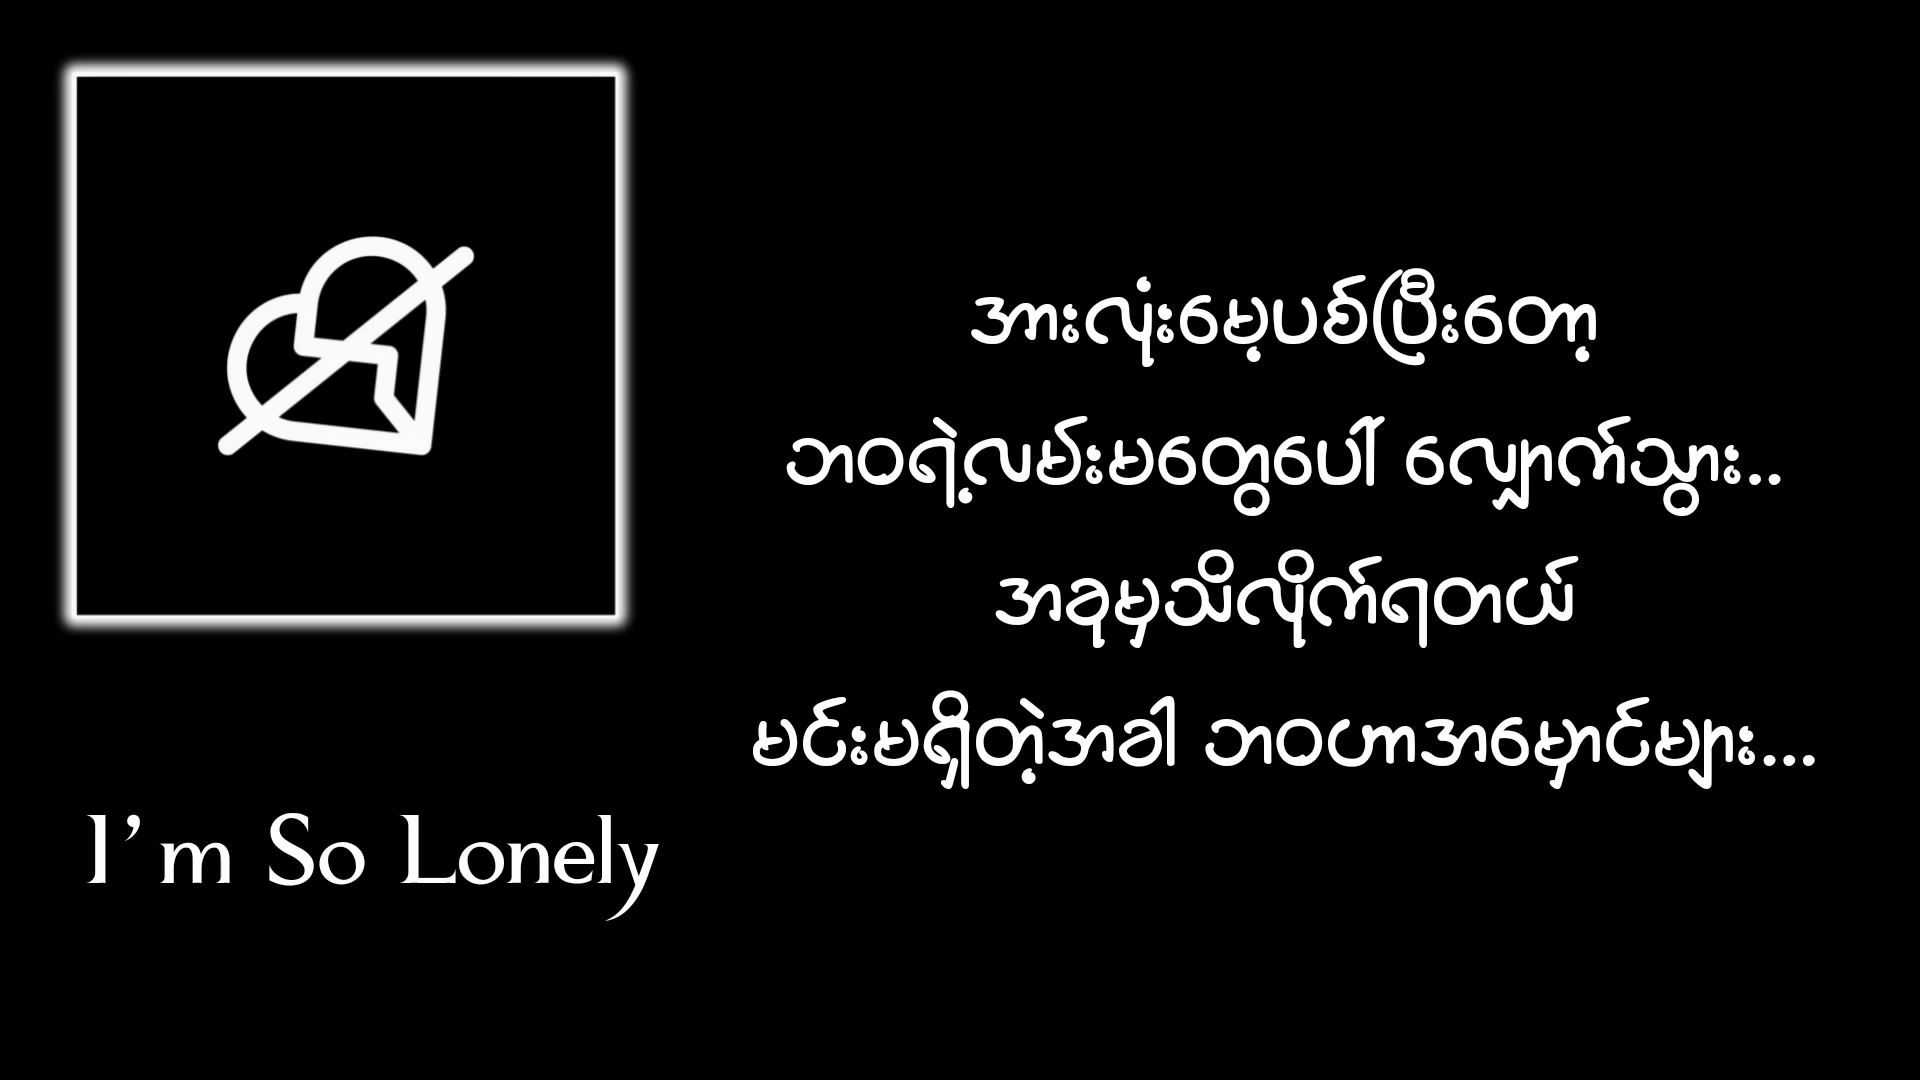 အားလုံးမေ့ပစ်ပြီးတော့
ဘဝရဲ့လမ်းမတွေပေါ် လျှောက်သွား..
အခုမှသိလိုက်ရတယ်
မင်းမရှိတဲ့အခါ ဘဝဟာအမှောင်များ...
I'm So Lonely